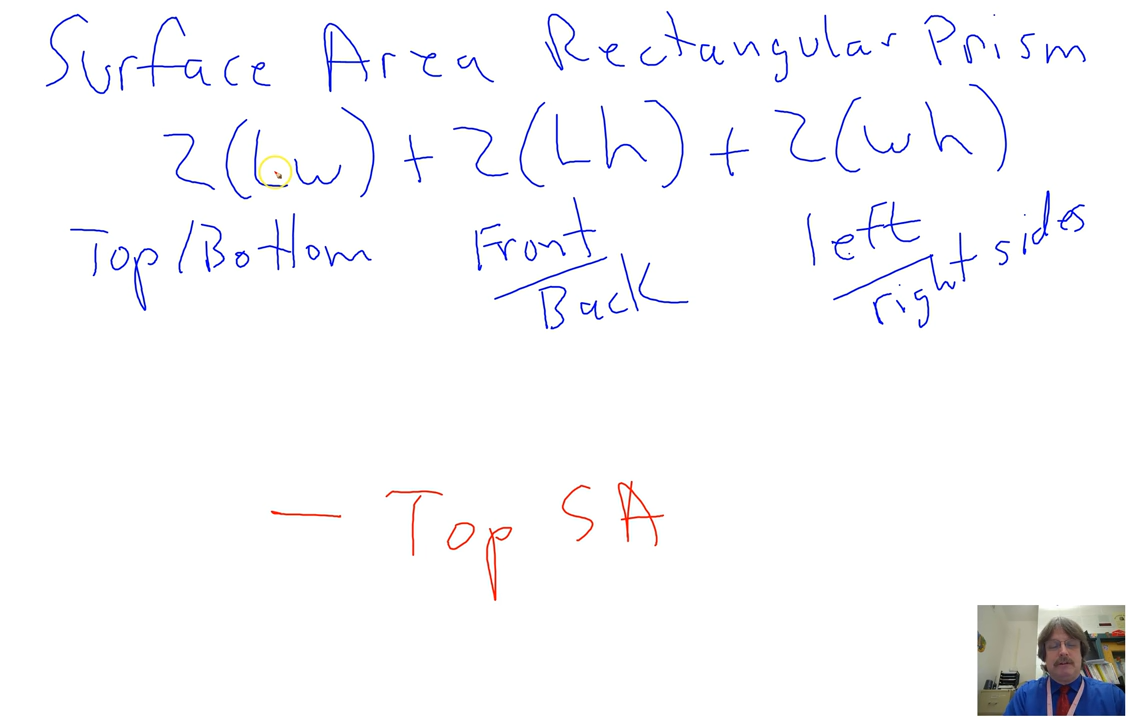 Surface Area Rectangular Prism
2(Lw) + 2(Lh) + 2(wh)
Top/Bottom Front/Back left/right sides
— Top SA